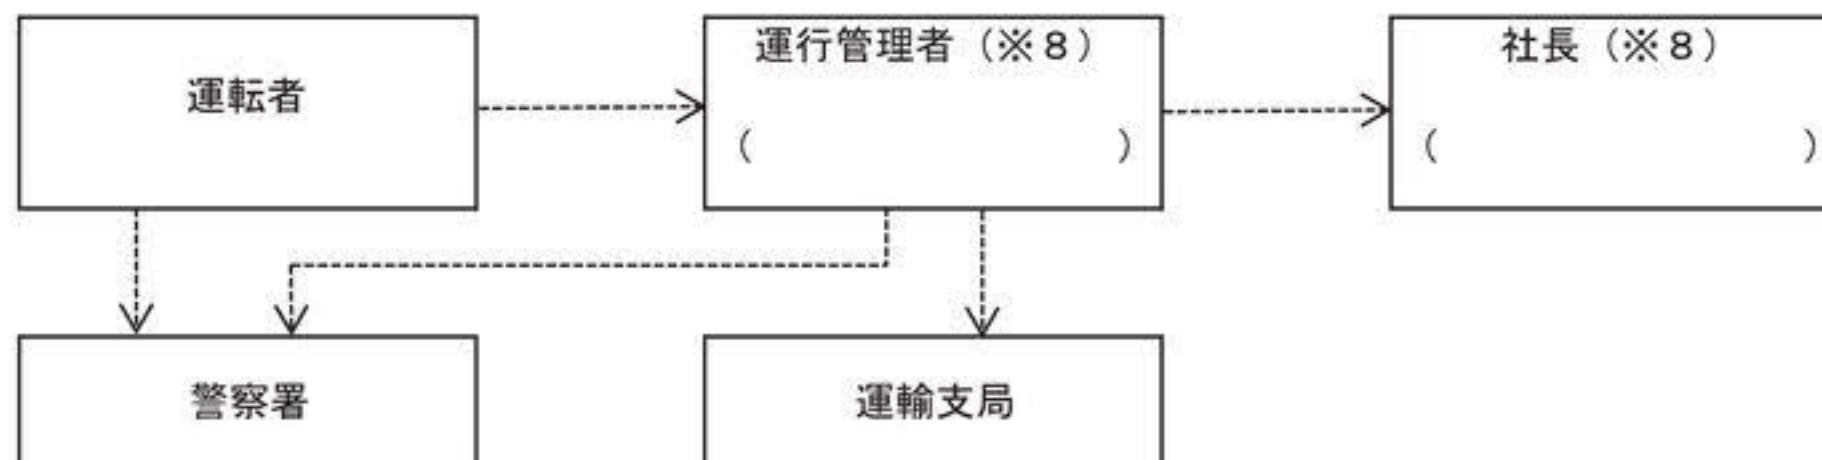 運転者
運行管理者（※８）
（　　　　　　　　　）
社長（※８）
（　　　　　　　　　）
警察署
運輸支局